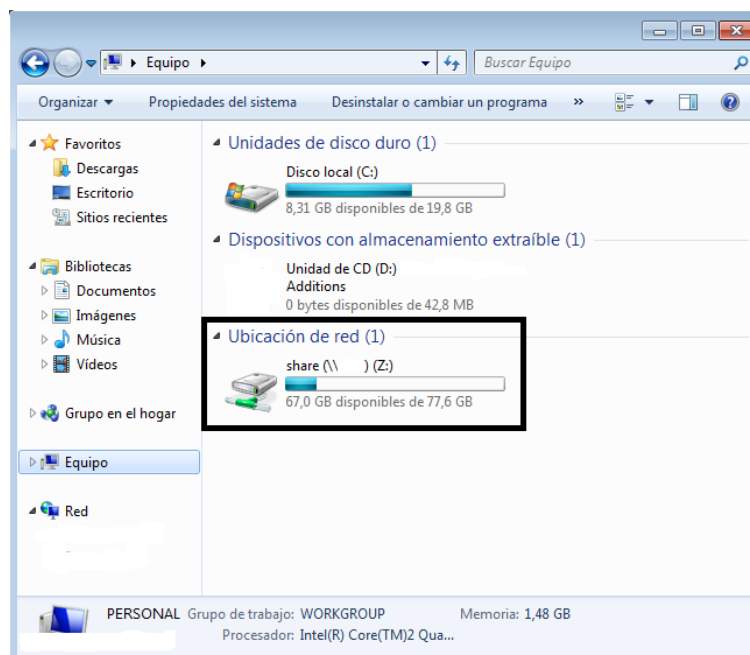 Equipo
Buscar Equipo
Organizar Propiedades del sistema Desinstalar o cambiar un programa »
Favoritos
Descargas
Escritorio
Sitios recientes
Bibliotecas
Documentos
Imágenes
Música
Vídeos
Grupo en el hogar
Equipo
Red
Unidades de disco duro (1)
Disco local (C:)
8,31 GB disponibles de 19,8 GB
Dispositivos con almacenamiento extraíble (1)
Unidad de CD (D:)
Additions
0 bytes disponibles de 42,8 MB
Ubicación de red (1)
share (\\ ) (Z:)
67,0 GB disponibles de 77,6 GB
PERSONAL Grupo de trabajo: WORKGROUP Memoria: 1,48 GB
Procesador: Intel(R) Core(TM)2 Qua...